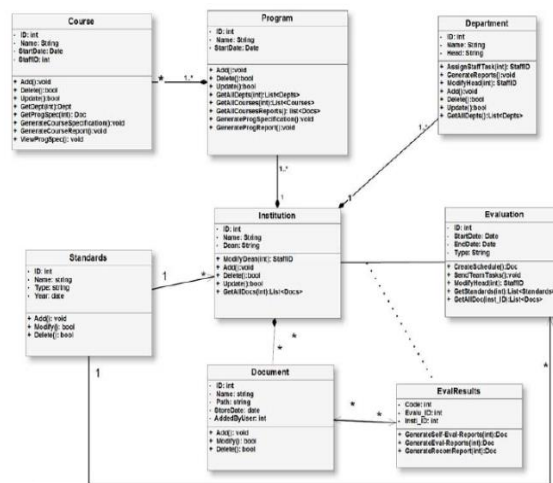 Course
- ID: int
- Name: String
- StartDate: Date
- StaffID: int
+ Add():void
+ Delete():bool
+ Update():bool
+ GetDept(int):Dept
+ GetProgSpec(int): Doc
+ GenerateCourseSpecification():void
+ GenerateCourseReport():void
+ ViewProgSpec(): void
*
1..*
Program
- ID: int
- Name: String
- StartDate: Date
+ Add():void
+ Delete():bool
+ Update():bool
+ GetAllDepts(int):List<Depts>
+ GetAllCourses(int):List<Courses>
+ GetAllCoursesReports(): list<Docs>
+ GenerateProgSpecification():void
+ GenerateProgReport():void
1..*
1
Department
- ID: int
- Name: String
- Head: String
+ AssignStaffTask(int): StaffID
+ GenerateReports():void
+ ModifyHead(int): StaffID
+ Add():void
+ Delete():bool
+ Update():bool
+ GetAllDepts():List<Depts>
1..*
1
Institution
- ID: int
- Name: String
- Dean: String
+ ModifyDean(int): StaffID
+ Add():void
+ Delete():bool
+ Update():bool
+ GetAllDocs(int):List<Docs>
Evaluation
- ID: int
- StartDate: Date
- EndDate: Date
- Type: String
+ CreateSchedule():Doc
+ SendTeamTasks():void
+ ModifyHead(int): StaffID
+ GetStandards(int):List<Standards>
+ GetAllDoc(inst_ID):List<Docs>
Standards
- ID: int
- Name: string
- Type: string
- Year: date
+ Add(): void
+ Modify(): bool
+ Delete(): bool
1
*
1
*
*
*
Document
- ID: int
- Name: string
- Path: string
- StoreDate: date
- AddedByUser: int
+ Add(): void
+ Modify(): bool
+ Delete(): bool
*
*
EvalResults
- Code: int
- Evalu_ID: int
- Insti_ID: int
+ GenerateSelf-Eval-Reports(int):Doc
+ GenerateEval-Reports(int):Doc
+ GenerateRecomReport(int):Doc